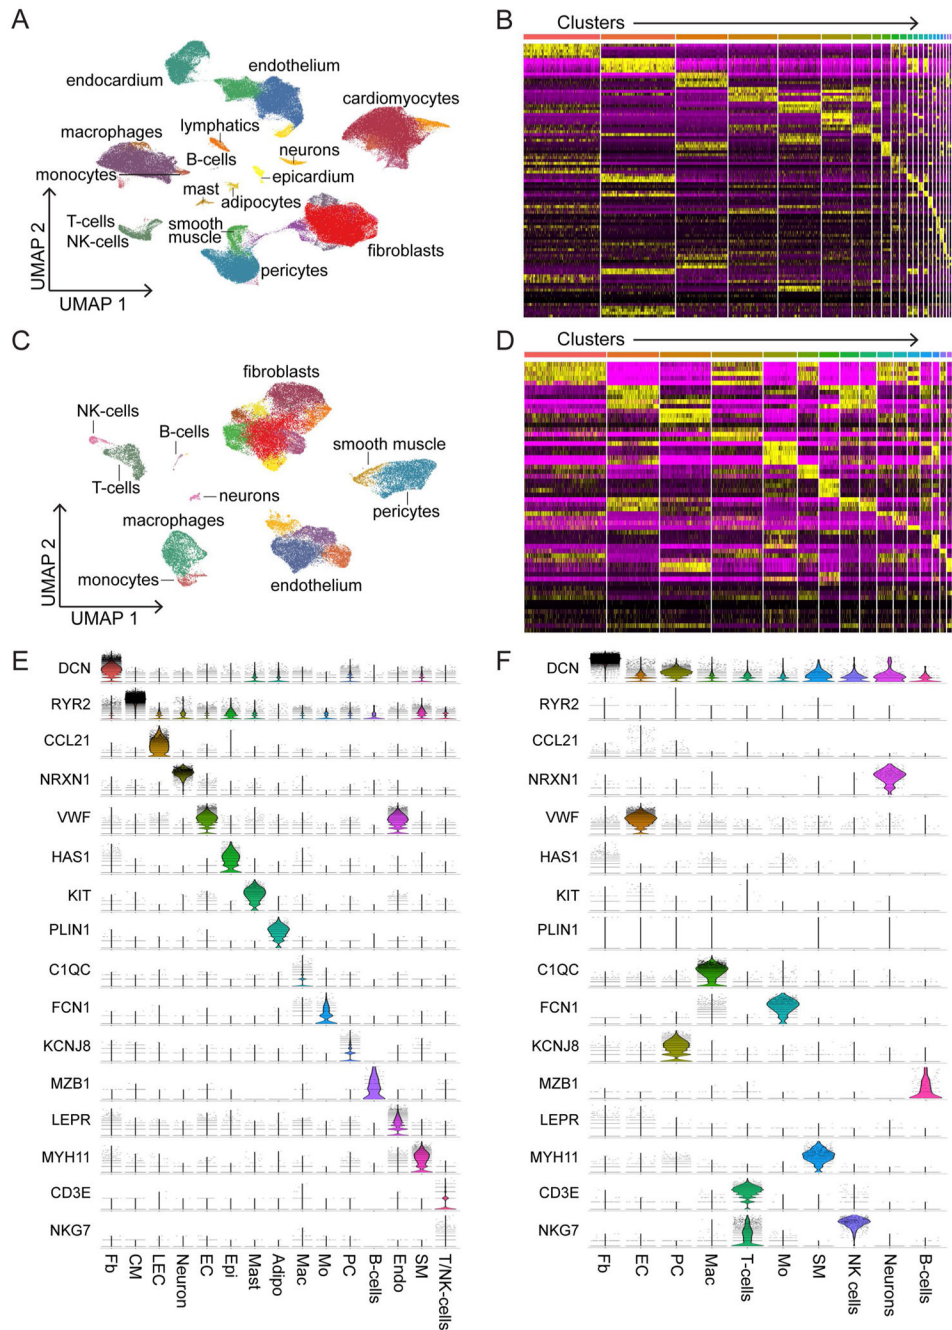 A
endocardium
endothelium
cardiomyocytes
macrophages
lymphatics
B-cells
neurons
monocytes
epicardium
mast
adipocytes
T-cells
NK-cells
smooth
muscle
fibroblasts
pericytes
UMAP 2
UMAP 1
B
Clusters
C
fibroblasts
NK-cells
B-cells
smooth muscle
T-cells
neurons
pericytes
macrophages
monocytes
endothelium
UMAP 2
UMAP 1
D
Clusters
E
DCN
RYR2
CCL21
NRXN1
VWF
HAS1
KIT
PLIN1
C1QC
FCN1
KCNJ8
MZB1
LEPR
MYH11
CD3E
NKG7
Fb
CM
LEC
Neuron
EC
Epi
Mast
Adipo
Mac
Mo
PC
B-cells
Endo
SM
T/NK-cells
F
DCN
RYR2
CCL21
NRXN1
VWF
HAS1
KIT
PLIN1
C1QC
FCN1
KCNJ8
MZB1
LEPR
MYH11
CD3E
NKG7
Fb
EC
PC
Mac
T-cells
Mo
SM
NK cells
Neurons
B-cells